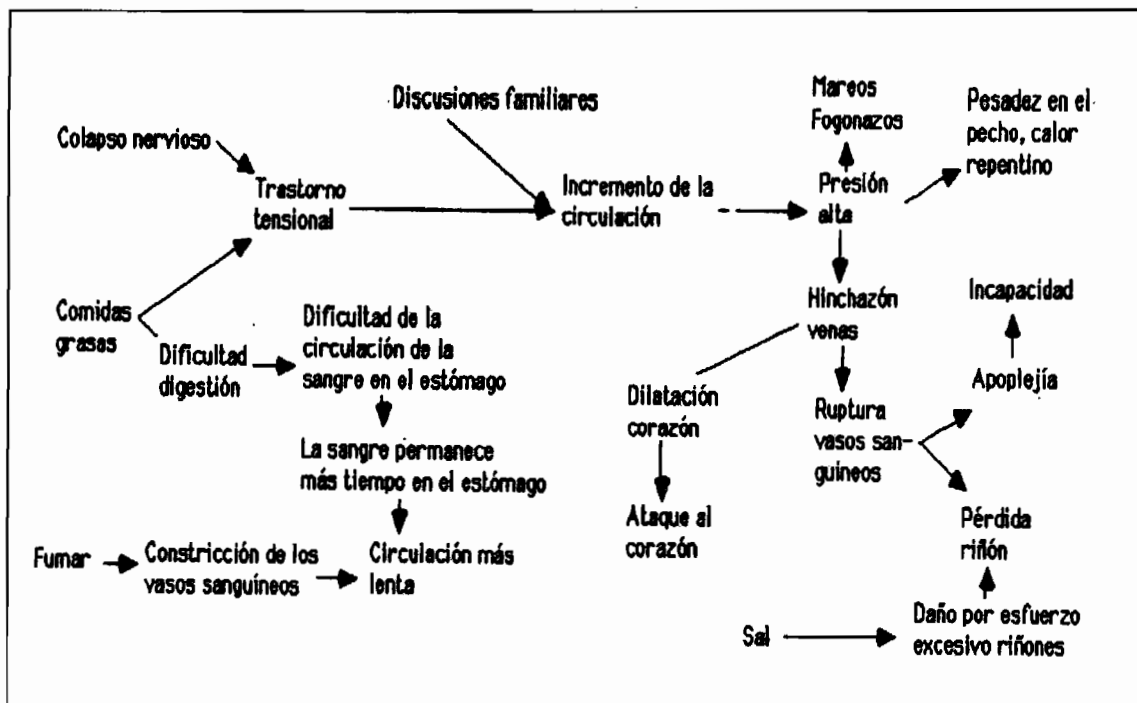 Discusiones familiares
Mareos
Fogonazos
Pesadez en el
pecho, calor
repentino
Colapso nervioso
Trastorno
tensional
Incremento de la
circulación
Presión
alta
Comidas
grasas
Dificultad
digestión
Dificultad de la
circulación de la
sangre en el estómago
Hinchazón
venas
Incapacidad
Dilatación
corazón
Ruptura
vasos san-
guineos
Apoplejía
La sangre permanece
más tiempo en el estómago
Ataque al
corazón
Pérdida
riñón
Fumar
Constricción de los
vasos sanguíneos
Circulación más
lenta
Sal
Daño por esfuerzo
excesivo riñones